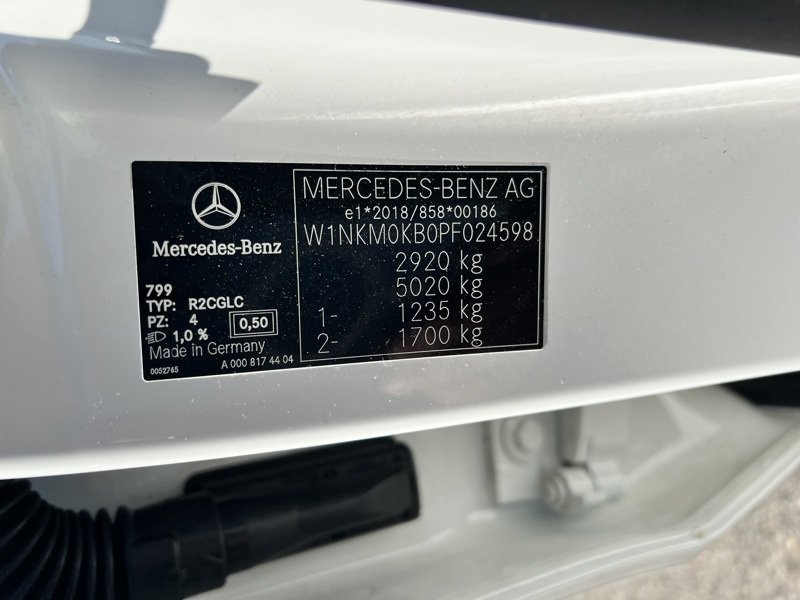 Mercedes-Benz
799
TYP: R2CGLC
PZ: 4
0,50
1,0 %
Made in Germany
0052765
A 000 817 44 04
MERCEDES-BENZ AG
e1*2018/858*00186
W1NKM0KB0PF024598
2920 kg
5020 kg
1- 1235 kg
2- 1700 kg